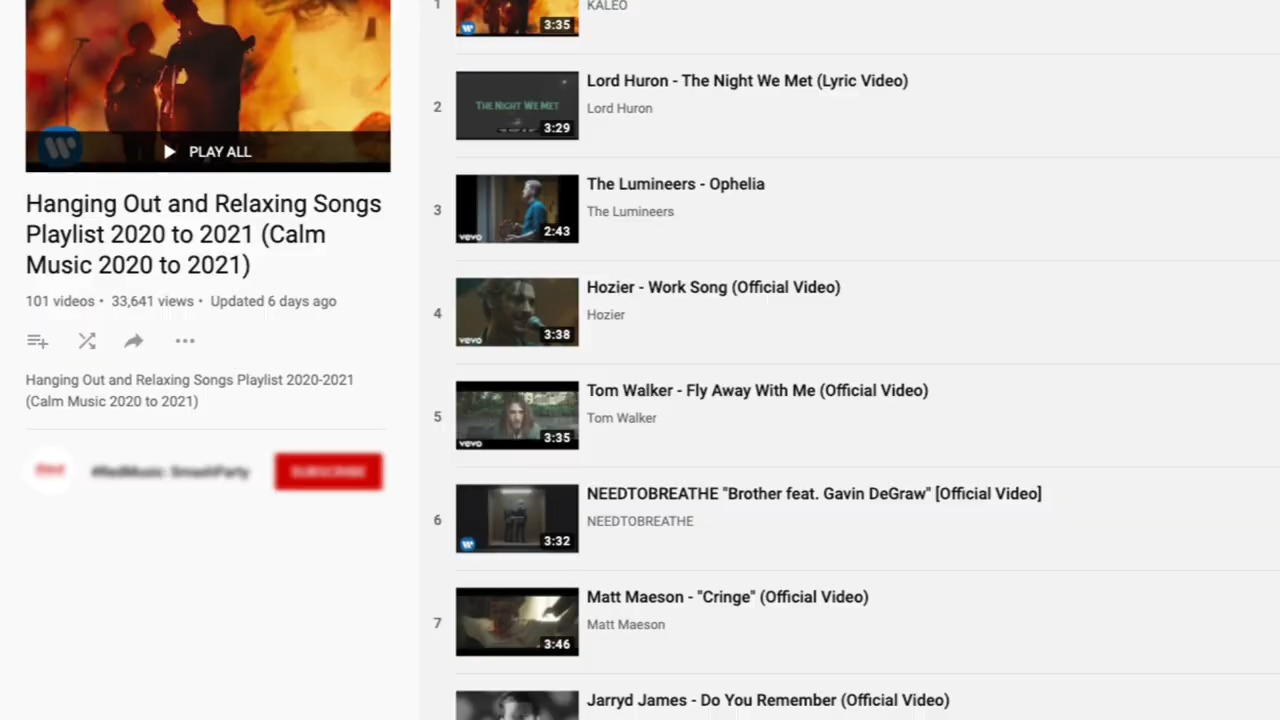 PLAY ALL
Hanging Out and Relaxing Songs
Playlist 2020 to 2021 (Calm
Music 2020 to 2021)
101 videos • 33,641 views • Updated 6 days ago
Hanging Out and Relaxing Songs Playlist 2020-2021
(Calm Music 2020 to 2021)
#RedMusic: SmashParty
SUBSCRIBE
1
3:35
KALEO
2
THE NIGHT WE MET
3:29
Lord Huron - The Night We Met (Lyric Video)
Lord Huron
3
vevo
2:43
The Lumineers - Ophelia
The Lumineers
4
vevo
3:38
Hozier - Work Song (Official Video)
Hozier
5
vevo
3:35
Tom Walker - Fly Away With Me (Official Video)
Tom Walker
6
3:32
NEEDTOBREATHE "Brother feat. Gavin DeGraw" [Official Video]
NEEDTOBREATHE
7
3:46
Matt Maeson - "Cringe" (Official Video)
Matt Maeson
Jarryd James - Do You Remember (Official Video)